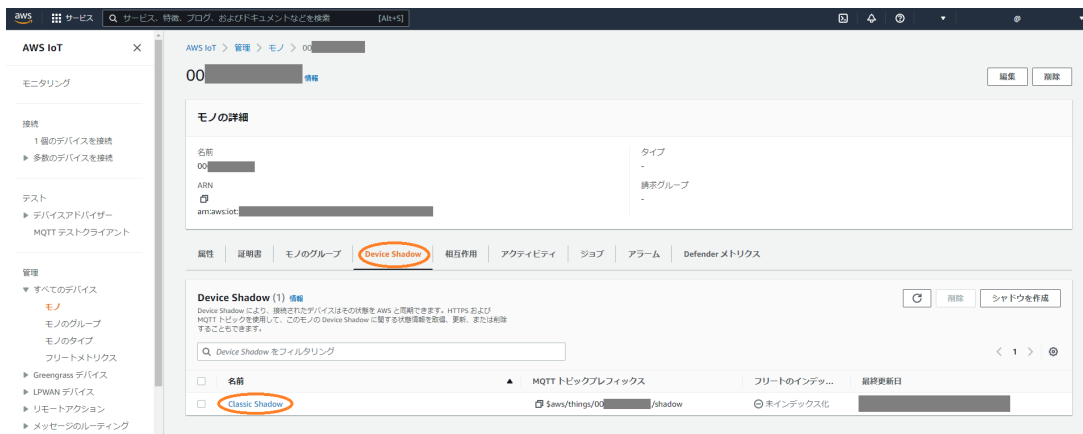 aws サービス サービス、特徴、ブログ、およびドキュメントなどを検索 [Alt+S] @
AWS IoT
モニタリング
接続
1 個のデバイスを接続
多数のデバイスを接続
テスト
デバイスアドバイザー
MQTT テストクライアント
管理
すべてのデバイス
モノ
モノのグループ
モノのタイプ
フリートメトリクス
Greengrass デバイス
LPWAN デバイス
リモートアクション
メッセージのルーティング
AWS IoT > 管理 > モノ > 00
00 情報
編集 削除
モノの詳細
名前
00
ARN
arn:aws:iot:
タイプ
-
請求グループ
-
属性 証明書 モノのグループ Device Shadow 相互作用 アクティビティ ジョブ アラーム Defender メトリクス
Device Shadow (1) 情報
Device Shadow により、接続されたデバイスはその状態を AWS と同期できます。HTTPS および
MQTT トピックを使用して、このモノの Device Shadow に関する状態情報を取得、更新、または削除
することもできます。
削除 シャドウを作成
Device Shadow をフィルタリング
< 1 >
名前 MQTT トピックプレフィックス フリートのインデッ... 最終更新日
Classic Shadow $aws/things/00 /shadow 未インデックス化